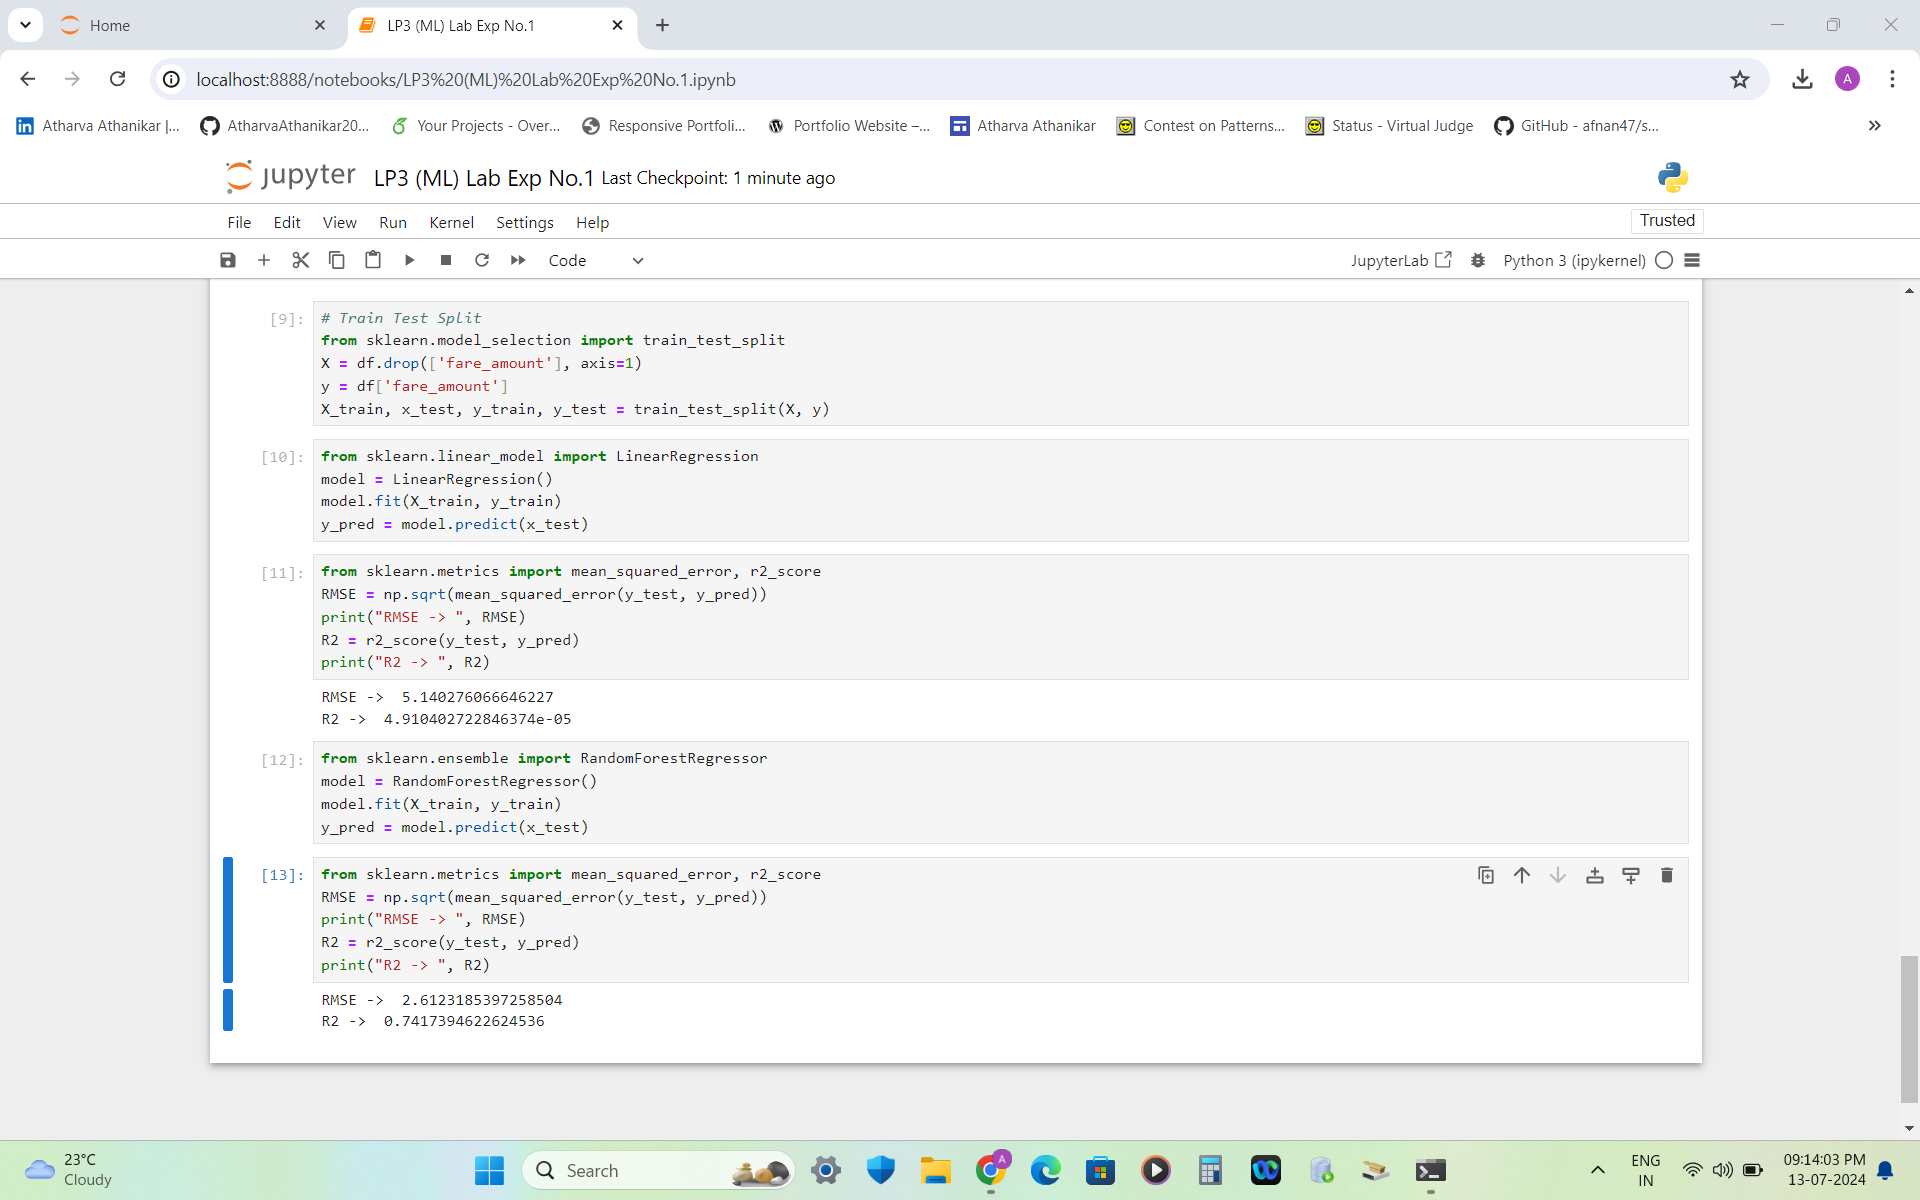 Home
LP3 (ML) Lab Exp No.1
localhost:8888/notebooks/LP3%20(ML)%20Lab%20Exp%20No.1.ipynb
A
Atharva Athanikar |...
AtharvaAthanikar20...
Your Projects - Over...
Responsive Portfoli...
Portfolio Website –...
Atharva Athanikar
Contest on Patterns...
Status - Virtual Judge
GitHub - afnan47/s...
jupyter LP3 (ML) Lab Exp No.1 Last Checkpoint: 1 minute ago
File Edit View Run Kernel Settings Help
Trusted
Code
JupyterLab
Python 3 (ipykernel)
[9]:
# Train Test Split
from sklearn.model_selection import train_test_split
X = df.drop(['fare_amount'], axis=1)
y = df['fare_amount']
X_train, x_test, y_train, y_test = train_test_split(X, y)
[10]:
from sklearn.linear_model import LinearRegression
model = LinearRegression()
model.fit(X_train, y_train)
y_pred = model.predict(x_test)
[11]:
from sklearn.metrics import mean_squared_error, r2_score
RMSE = np.sqrt(mean_squared_error(y_test, y_pred))
print("RMSE -> ", RMSE)
R2 = r2_score(y_test, y_pred)
print("R2 -> ", R2)
RMSE ->  5.140276066646227
R2 ->  4.910402722846374e-05
[12]:
from sklearn.ensemble import RandomForestRegressor
model = RandomForestRegressor()
model.fit(X_train, y_train)
y_pred = model.predict(x_test)
[13]:
from sklearn.metrics import mean_squared_error, r2_score
RMSE = np.sqrt(mean_squared_error(y_test, y_pred))
print("RMSE -> ", RMSE)
R2 = r2_score(y_test, y_pred)
print("R2 -> ", R2)
RMSE ->  2.6123185397258504
R2 ->  0.7417394622624536
23°C
Cloudy
Search
A
ENG
IN
09:14:03 PM
13-07-2024